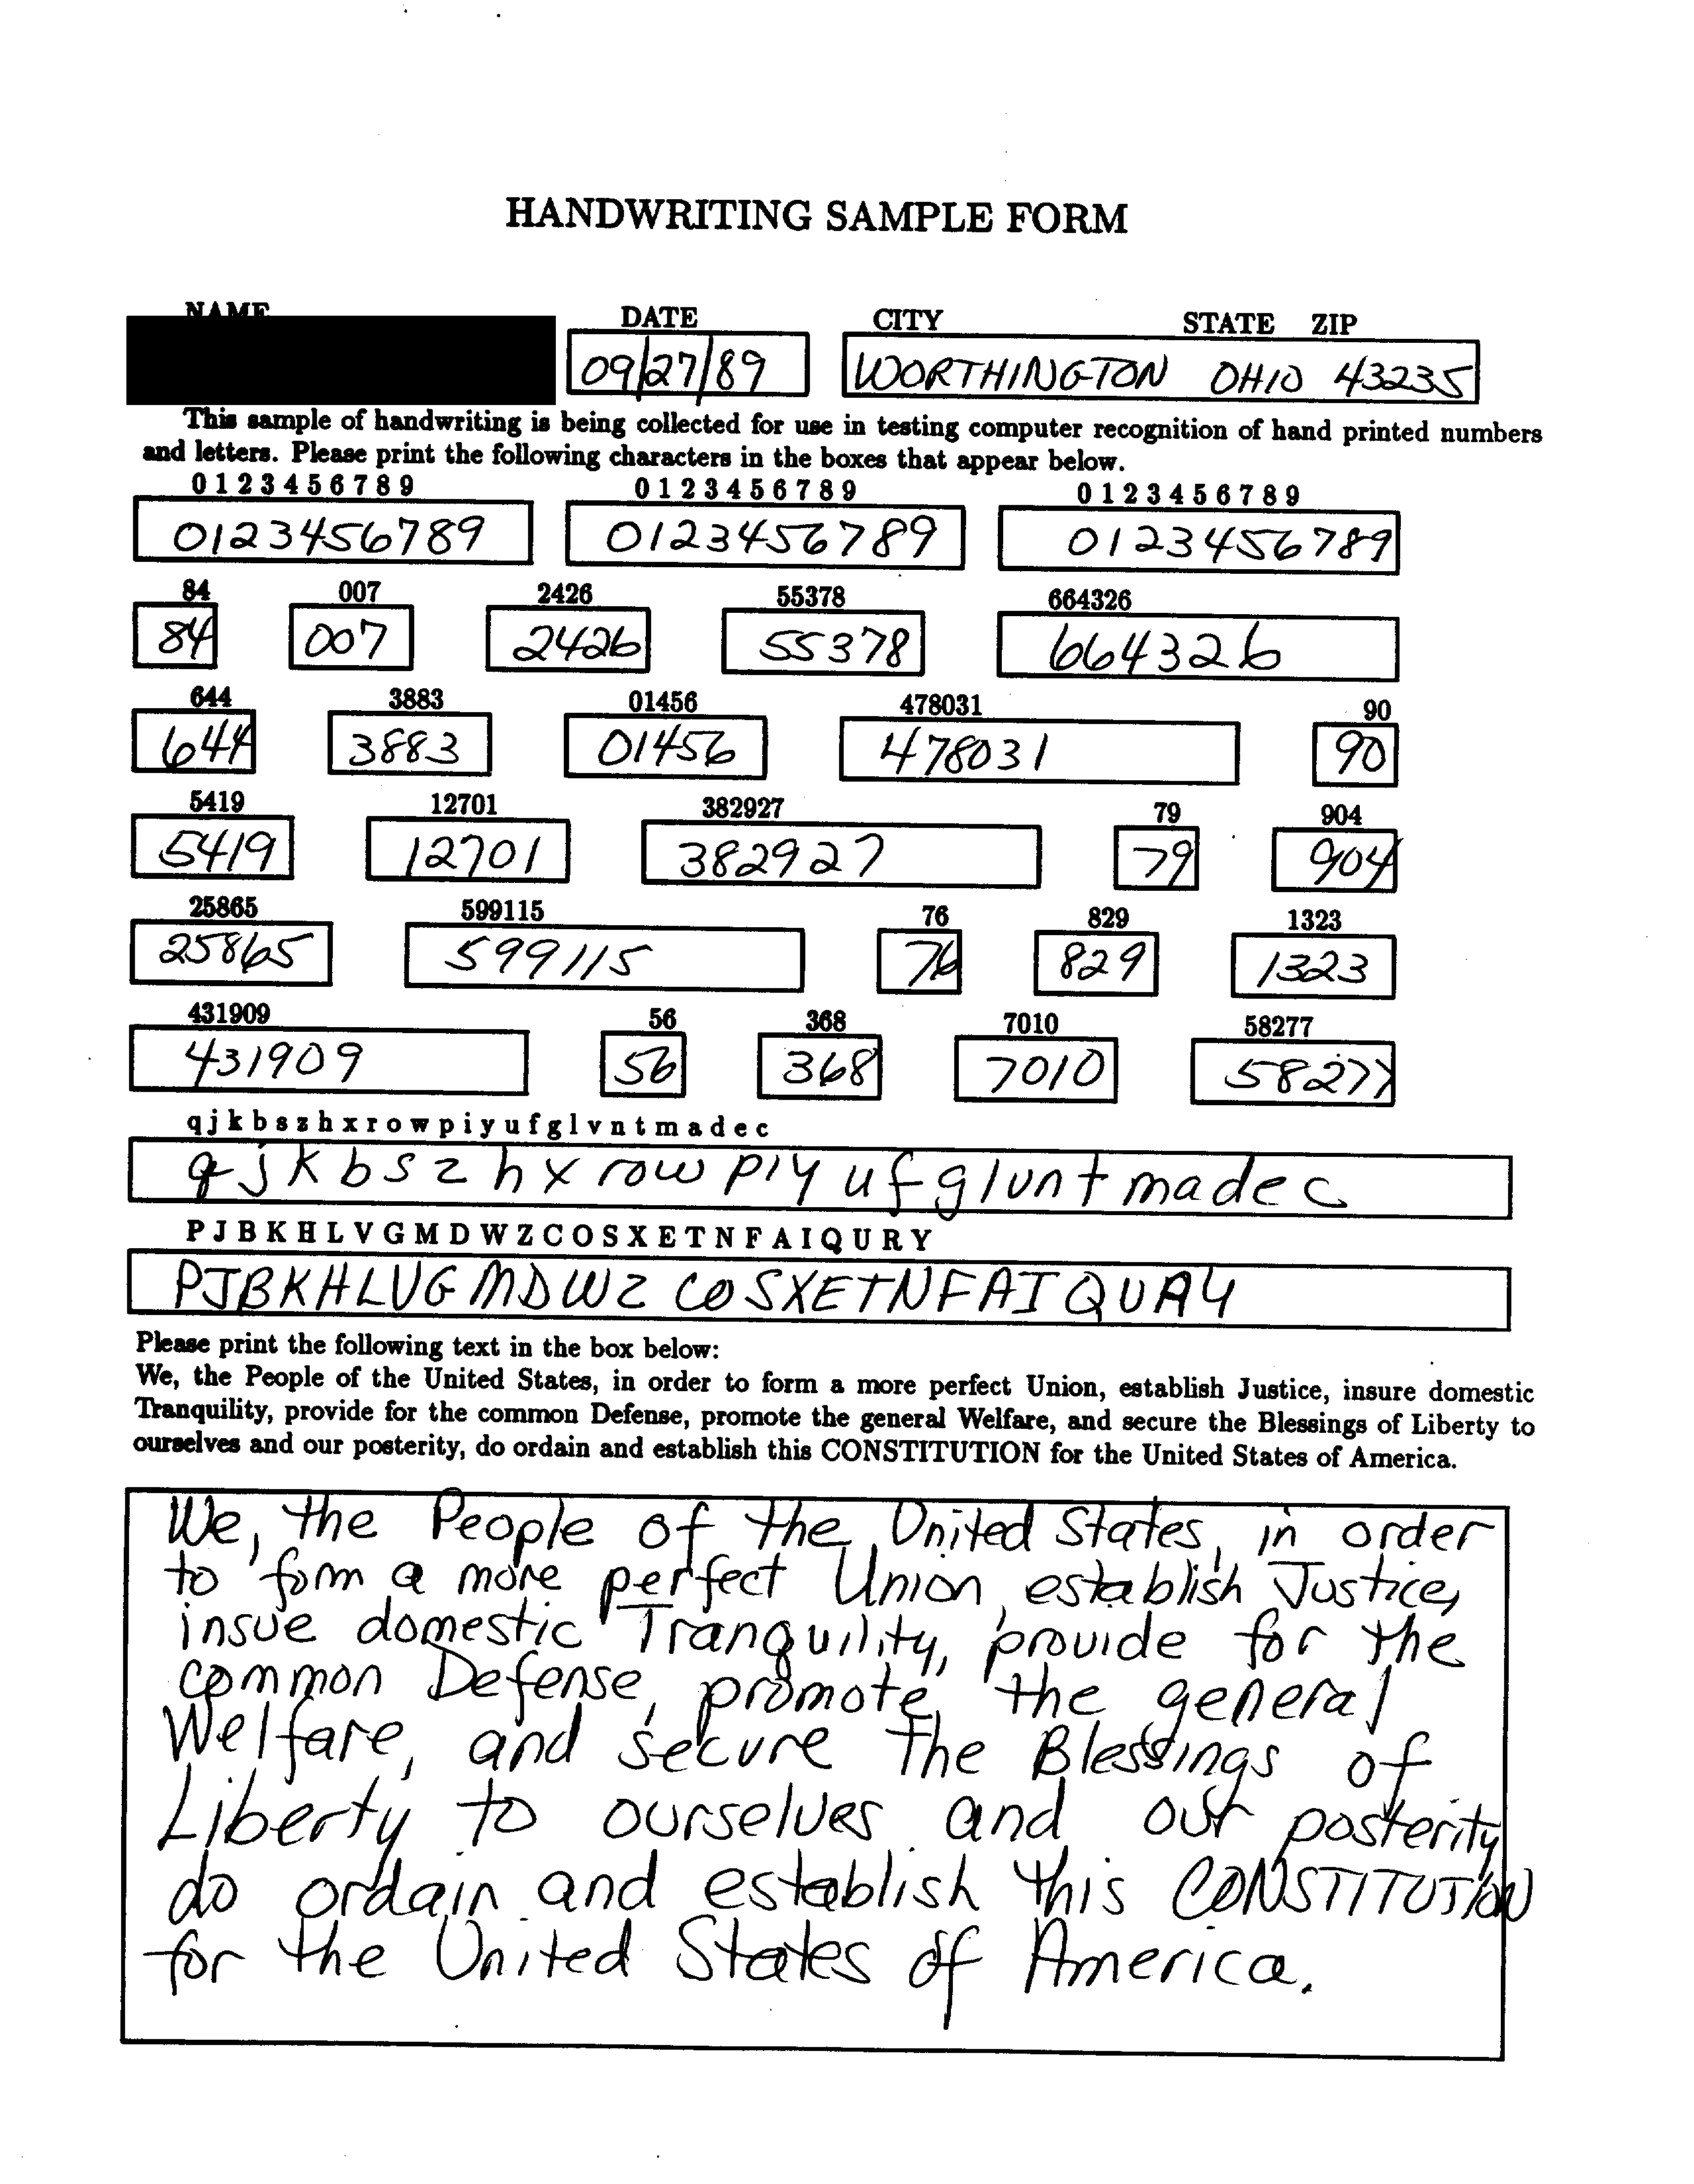 HANDWRITING SAMPLE FORM
NAME DATE CITY STATE ZIP
09/27/89 WORTHINGTON OHIO 43235
This sample of handwriting is being collected for use in testing computer recognition of hand printed numbers
and letters. Please print the following characters in the boxes that appear below.
0 1 2 3 4 5 6 7 8 9 0 1 2 3 4 5 6 7 8 9 0 1 2 3 4 5 6 7 8 9
0123456789 0123456789 0123456789
84 007 2426 55378 664326
84 007 2426 55378 664326
644 3883 01456 478031 90
644 3883 01456 478031 90
5419 12701 382927 79 904
5419 12701 382927 79 904
25865 599115 76 829 1323
25865 599115 76 829 1323
431909 56 368 7010 58277
431909 56 368 7010 58277
q j k b s z h x r o w p i y u f g l v n t m a d e c
q j k b s z h x r o w p i y u f g l v n t m a d e c
P J B K H L V G M D W Z C O S X E T N F A I Q U R Y
P J B K H L V G M D W Z C O S X E T N F A I Q U R Y
Please print the following text in the box below:
We, the People of the United States, in order to form a more perfect Union, establish Justice, insure domestic
Tranquility, provide for the common Defense, promote the general Welfare, and secure the Blessings of Liberty to
ourselves and our posterity, do ordain and establish this CONSTITUTION for the United States of America.
We, the People of the United States, in order
to form a more perfect Union, establish Justice,
insue domestic Tranquility, provide for the
common Defense, promote the general
Welfare, and secure the Blessings of
Liberty to ourselves and our posterity
do ordain and establish this CONSTITUTION
for the United States of America.